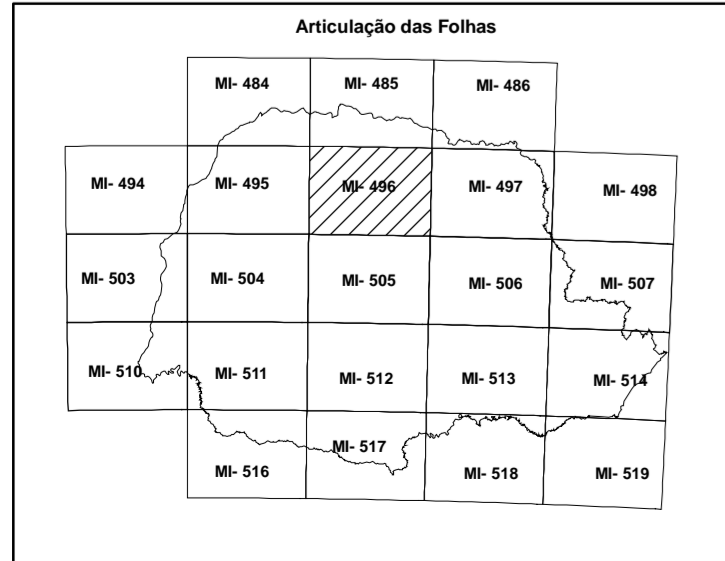 Articulação das Folhas
MI- 484 MI- 485 MI- 486
MI- 494 MI- 495 MI- 496 MI- 497 MI- 498
MI- 503 MI- 504 MI- 505 MI- 506 MI- 507
MI- 510 MI- 511 MI- 512 MI- 513 MI- 514
MI- 516 MI- 517 MI- 518 MI- 519